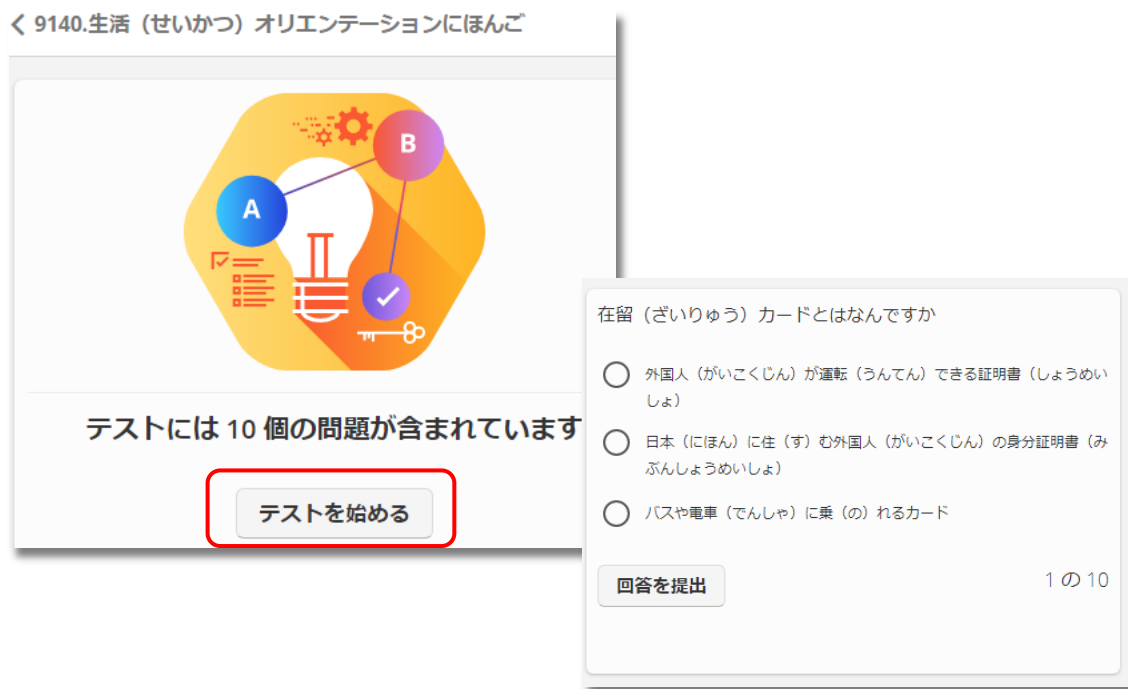 9140.生活（せいかつ）オリエンテーションにほんご
A
B
テストには 10 個の問題が含まれています
テストを始める
在留（ざいりゅう）カードとはなんですか
外国人（がいこくじん）が運転（うんてん）できる証明書（しょうめい
しょ）
日本（にほん）に住（す）む外国人（がいこくじん）の身分証明書（み
ぶんしょうめいしょ）
バスや電車（でんしゃ）に乗（の）れるカード
回答を提出
1 の 10